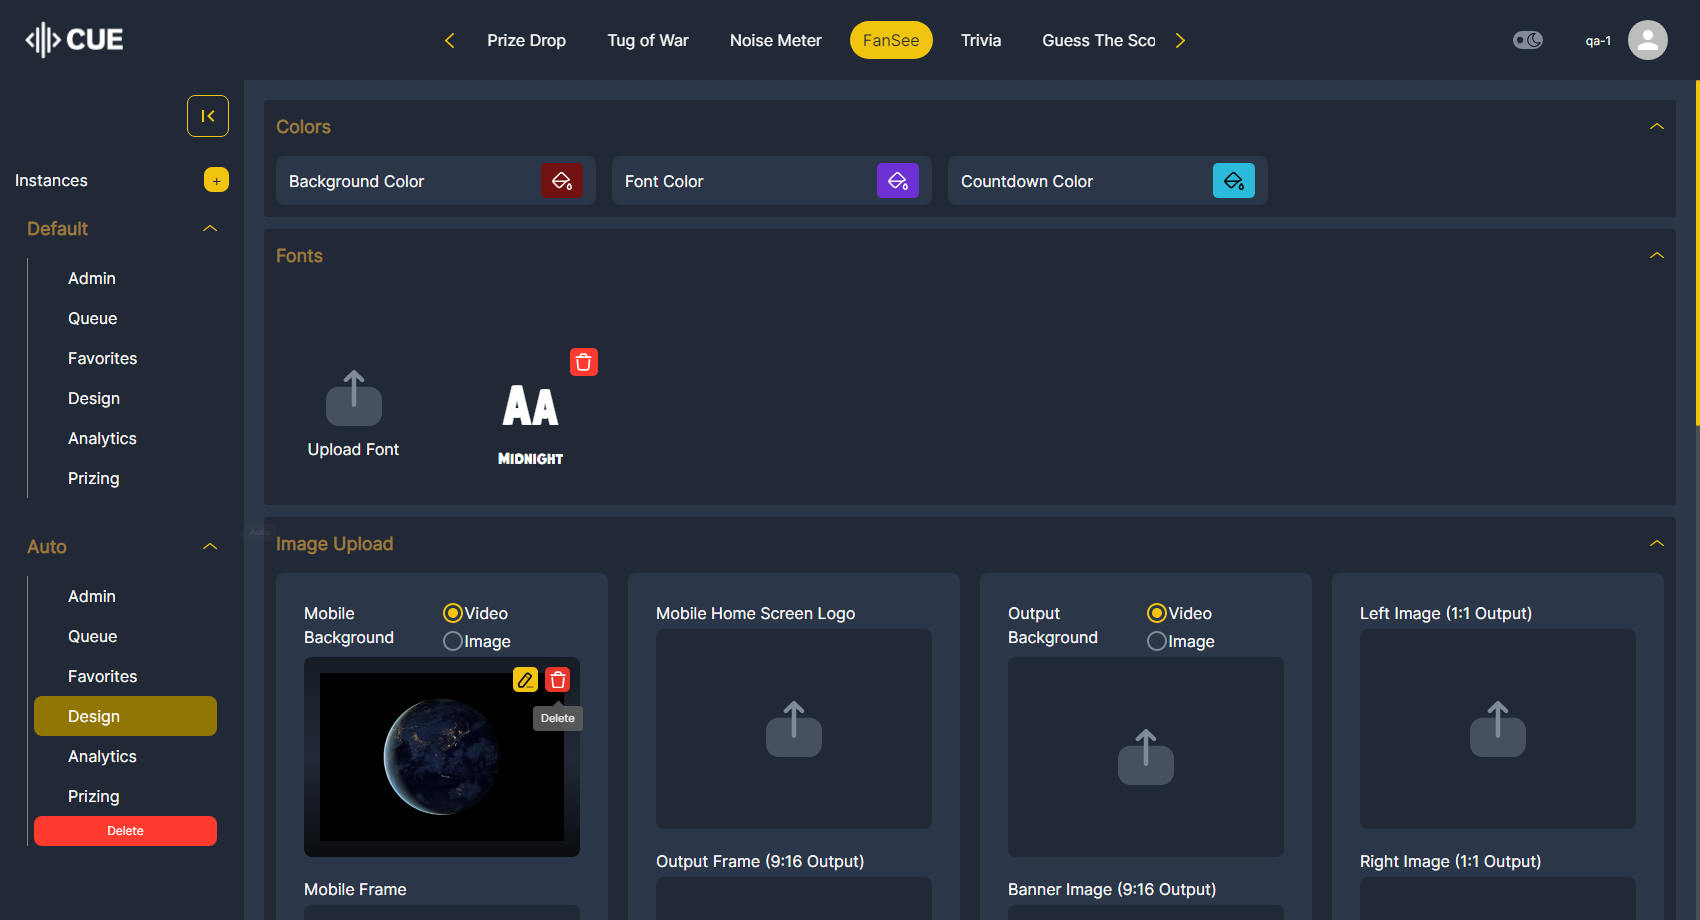 CUE
Prize Drop
Tug of War
Noise Meter
FanSee
Trivia
Guess The Sco
qa-1
Instances
+
Default
Admin
Queue
Favorites
Design
Analytics
Prizing
Auto
Admin
Queue
Favorites
Design
Analytics
Prizing
Delete
Auto
Colors
Background Color
Font Color
Countdown Color
Fonts
Upload Font
AA
MIDNIGHT
Image Upload
Mobile
Background
Video
Image
Delete
Mobile Frame
Mobile Home Screen Logo
Output Frame (9:16 Output)
Output
Background
Video
Image
Banner Image (9:16 Output)
Left Image (1:1 Output)
Right Image (1:1 Output)